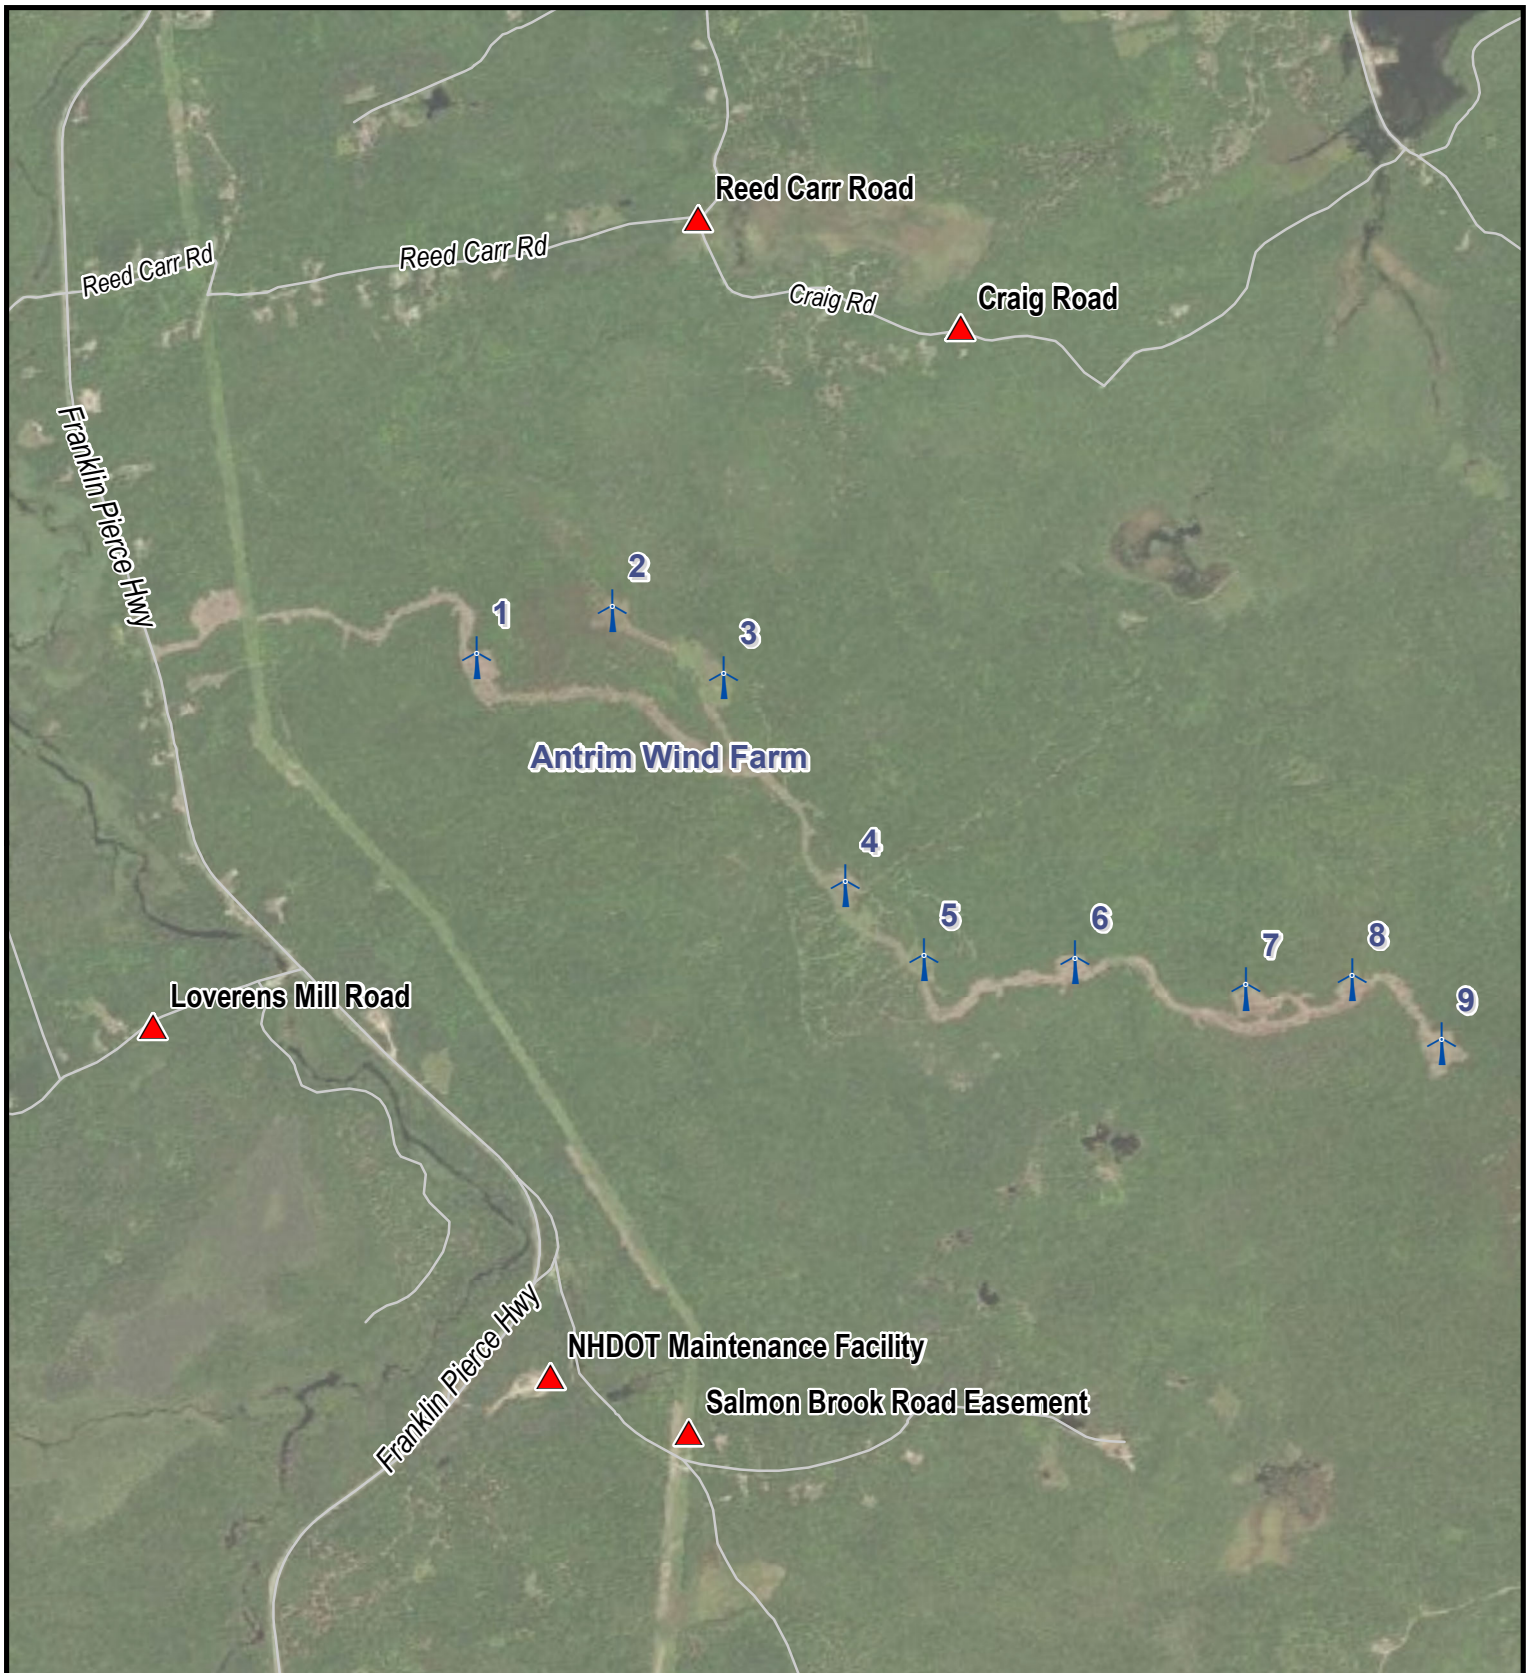 Reed Carr Road
Reed Carr Rd
Reed Carr Rd
Craig Rd
Craig Road
Franklin Pierce Hwy
2
1
3
Antrim Wind Farm
4
5
6
7
8
9
Loverens Mill Road
Franklin Pierce Hwy
NHDOT Maintenance Facility
Salmon Brook Road Easement